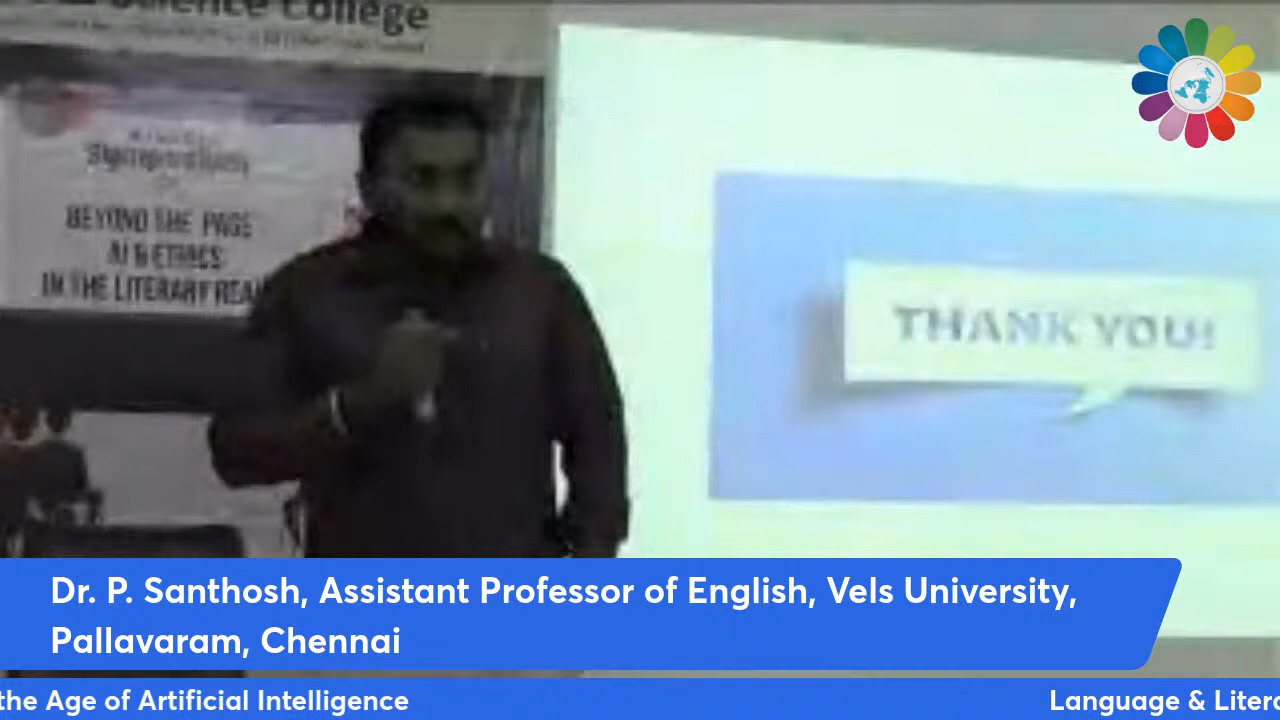 Science College
Symposium
BEYOND THE PAGE
AI & ETHICS
IN THE LITERARY REALM
THANK YOU!
Dr. P. Santhosh, Assistant Professor of English, Vels University,
Pallavaram, Chennai
the Age of Artificial Intelligence
Language & Litera